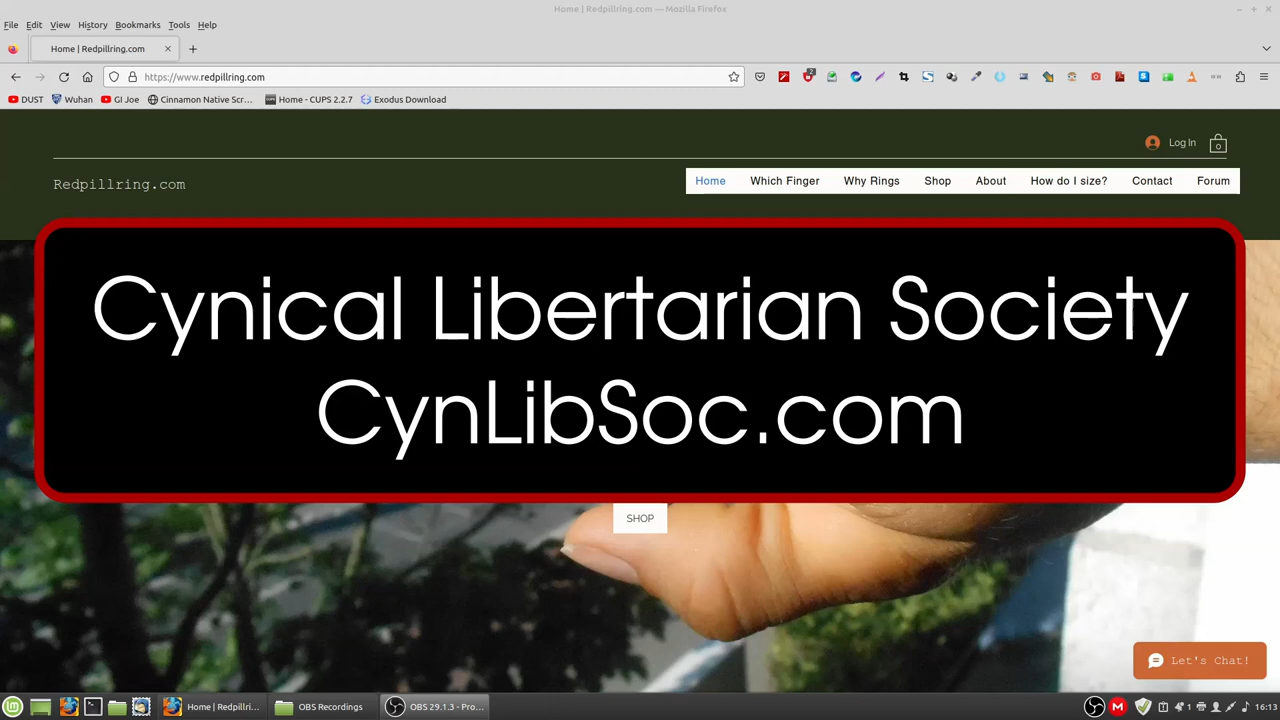 Home | Redpillring.com — Mozilla Firefox
File Edit View History Bookmarks Tools Help
Home | Redpillring.com
https://www.redpillring.com
DUST Wuhan GI Joe Cinnamon Native Scr... Home - CUPS 2.2.7 Exodus Download
Log In 0
Redpillring.com
Home Which Finger Why Rings Shop About How do I size? Contact Forum
Cynical Libertarian Society
CynLibSoc.com
SHOP
Let's Chat!
Home | Redpillri... OBS Recordings OBS 29.1.3 - Pro... 1 16:13